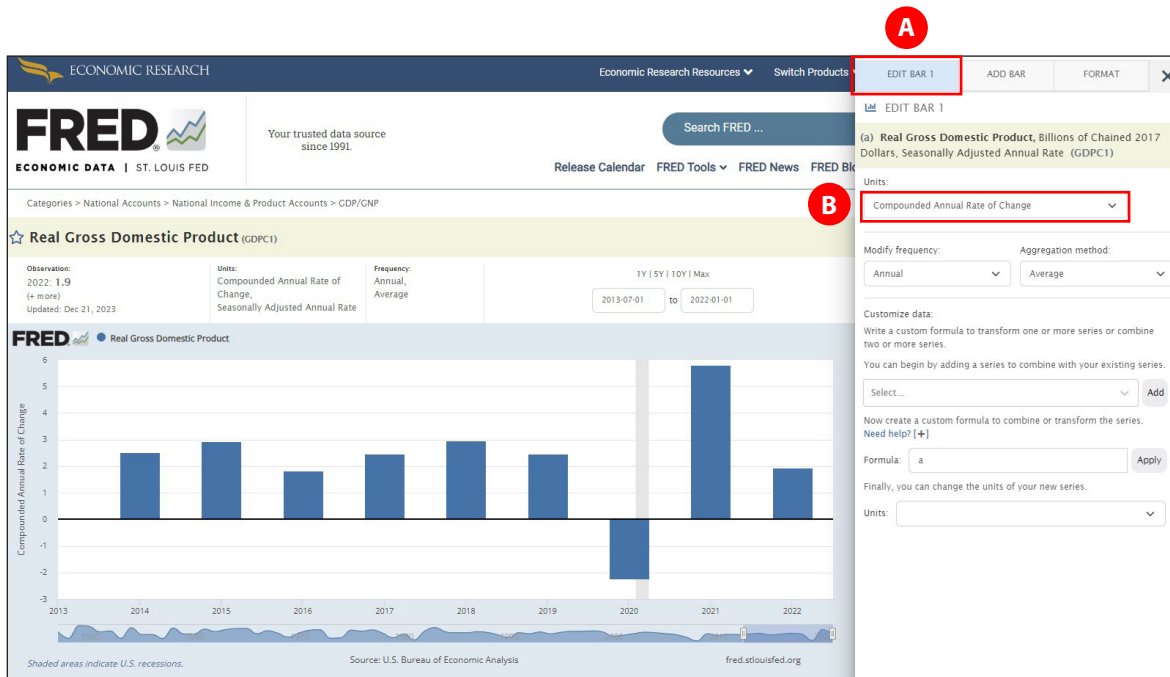 A
ECONOMIC RESEARCH
Economic Research Resources
Switch Products
EDIT BAR 1
ADD BAR
FORMAT
FRED
ECONOMIC DATA | ST. LOUIS FED
Your trusted data source
since 1991.
Search FRED ...
Release Calendar
FRED Tools
FRED News
FRED Blo
EDIT BAR 1
(a) Real Gross Domestic Product, Billions of Chained 2017
Dollars, Seasonally Adjusted Annual Rate (GDPC1)
Units:
B
Compounded Annual Rate of Change
Categories > National Accounts > National Income & Product Accounts > GDP/GNP
Real Gross Domestic Product (GDPC1)
Observation:
2022: 1.9
(+ more)
Updated: Dec 21, 2023
Units:
Compounded Annual Rate of
Change,
Seasonally Adjusted Annual Rate
Frequency:
Annual,
Average
1Y | 5Y | 10Y | Max
2013-07-01 to 2022-01-01
Modify frequency:
Aggregation method:
Annual
Average
Customize data:
Write a custom formula to transform one or more series or combine
two or more series.
You can begin by adding a series to combine with your existing series.
Select...
Add
Now create a custom formula to combine or transform the series.
Need help? [+]
Formula:
a
Apply
Finally, you can change the units of your new series.
Units:
FRED
Real Gross Domestic Product
Compounded Annual Rate of Change
6
5
4
3
2
1
0
-1
-2
-3
2013
2014
2015
2016
2017
2018
2019
2020
2021
2022
Shaded areas indicate U.S. recessions.
Source: U.S. Bureau of Economic Analysis
fred.stlouisfed.org